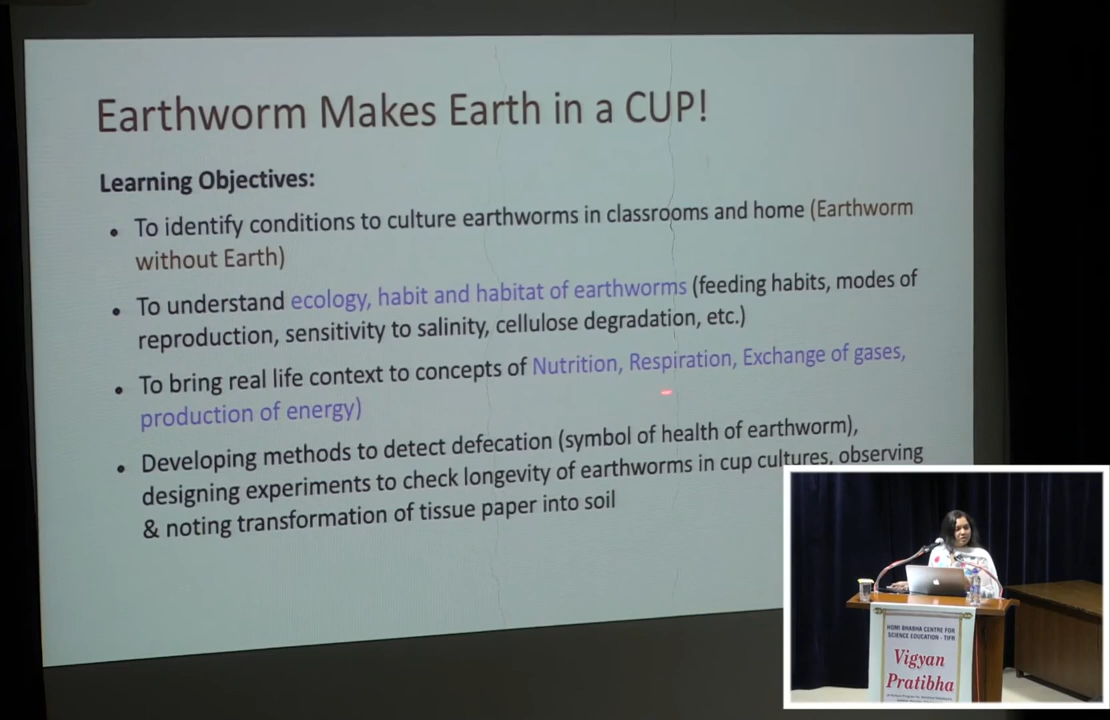 Earthworm Makes Earth in a CUP!
Learning Objectives:
• To identify conditions to culture earthworms in classrooms and home (Earthworm
without Earth)
• To understand ecology, habit and habitat of earthworms (feeding habits, modes of
reproduction, sensitivity to salinity, cellulose degradation, etc.)
• To bring real life context to concepts of Nutrition, Respiration, Exchange of gases,
production of energy)
• Developing methods to detect defecation (symbol of health of earthworm),
designing experiments to check longevity of earthworms in cup cultures, observing
& noting transformation of tissue paper into soil
HOMI BHABHA CENTRE FOR
SCIENCE EDUCATION - TIFR
Vigyan
Pratibha